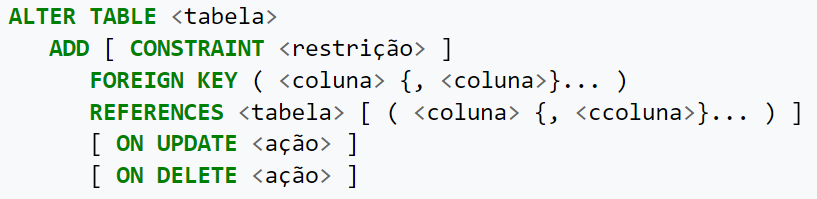 ALTER TABLE <tabela>
ADD [ CONSTRAINT <restrição> ]
FOREIGN KEY ( <coluna> {, <coluna>}... )
REFERENCES <tabela> [ ( <coluna> {, <ccoluna>}... ) ]
[ ON UPDATE <ação> ]
[ ON DELETE <ação> ]